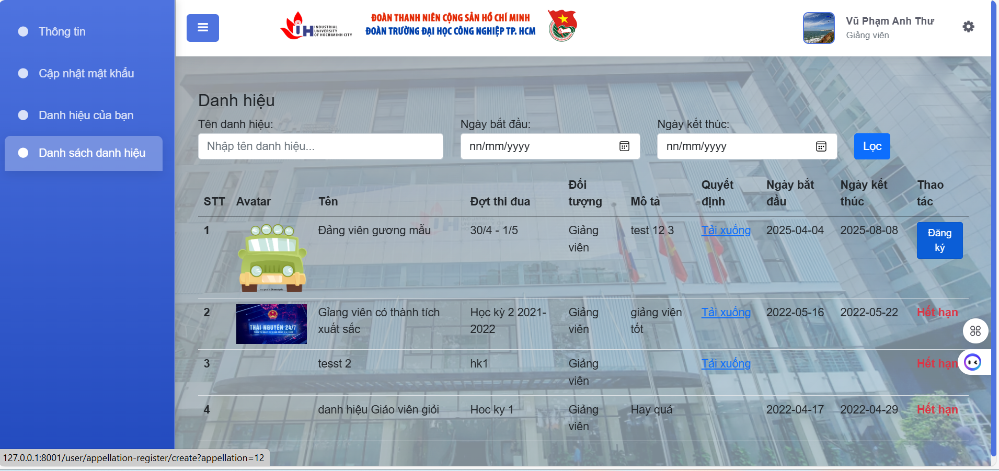 Thông tin
Cập nhật mật khẩu
Danh hiệu của bạn
Danh sách danh hiệu
IUH INDUSTRIAL
UNIVERSITY
OF HOCHIMINH CITY
ĐOÀN THANH NIÊN CỘNG SẢN HỒ CHÍ MINH
ĐOÀN TRƯỜNG ĐẠI HỌC CÔNG NGHIỆP TP. HCM
Vũ Phạm Anh Thư
Giảng viên
Danh hiệu
Tên danh hiệu:
Nhập tên danh hiệu...
Ngày bắt đầu:
nn/mm/yyyy
Ngày kết thúc:
nn/mm/yyyy
Lọc
STT
Avatar
Tên
Đợt thi đua
Đối
tượng
Mô tả
Quyết
định
Ngày bắt
đầu
Ngày kết
thúc
Thao
tác
1
Đảng viên gương mẫu
30/4 - 1/5
Giảng
viên
test 12 3
Tải xuống
2025-04-04
2025-08-08
Đăng
ký
2
THÁI NGUYÊN 24/7
Gỉang viên có thành tích
xuất sắc
Học kỳ 2 2021-
2022
Giảng
viên
giảng viên
tốt
Tải xuống
2022-05-16
2022-05-22
Hết hạn
3
tesst 2
hk1
Giảng
viên
Tải xuống
Hết hạn
4
danh hiệu Giáo viên giỏi
Hoc ky 1
Giảng
viên
Hay quá
2022-04-17
2022-04-29
Hết hạn
127.0.0.1:8001/user/appellation-register/create?appellation=12